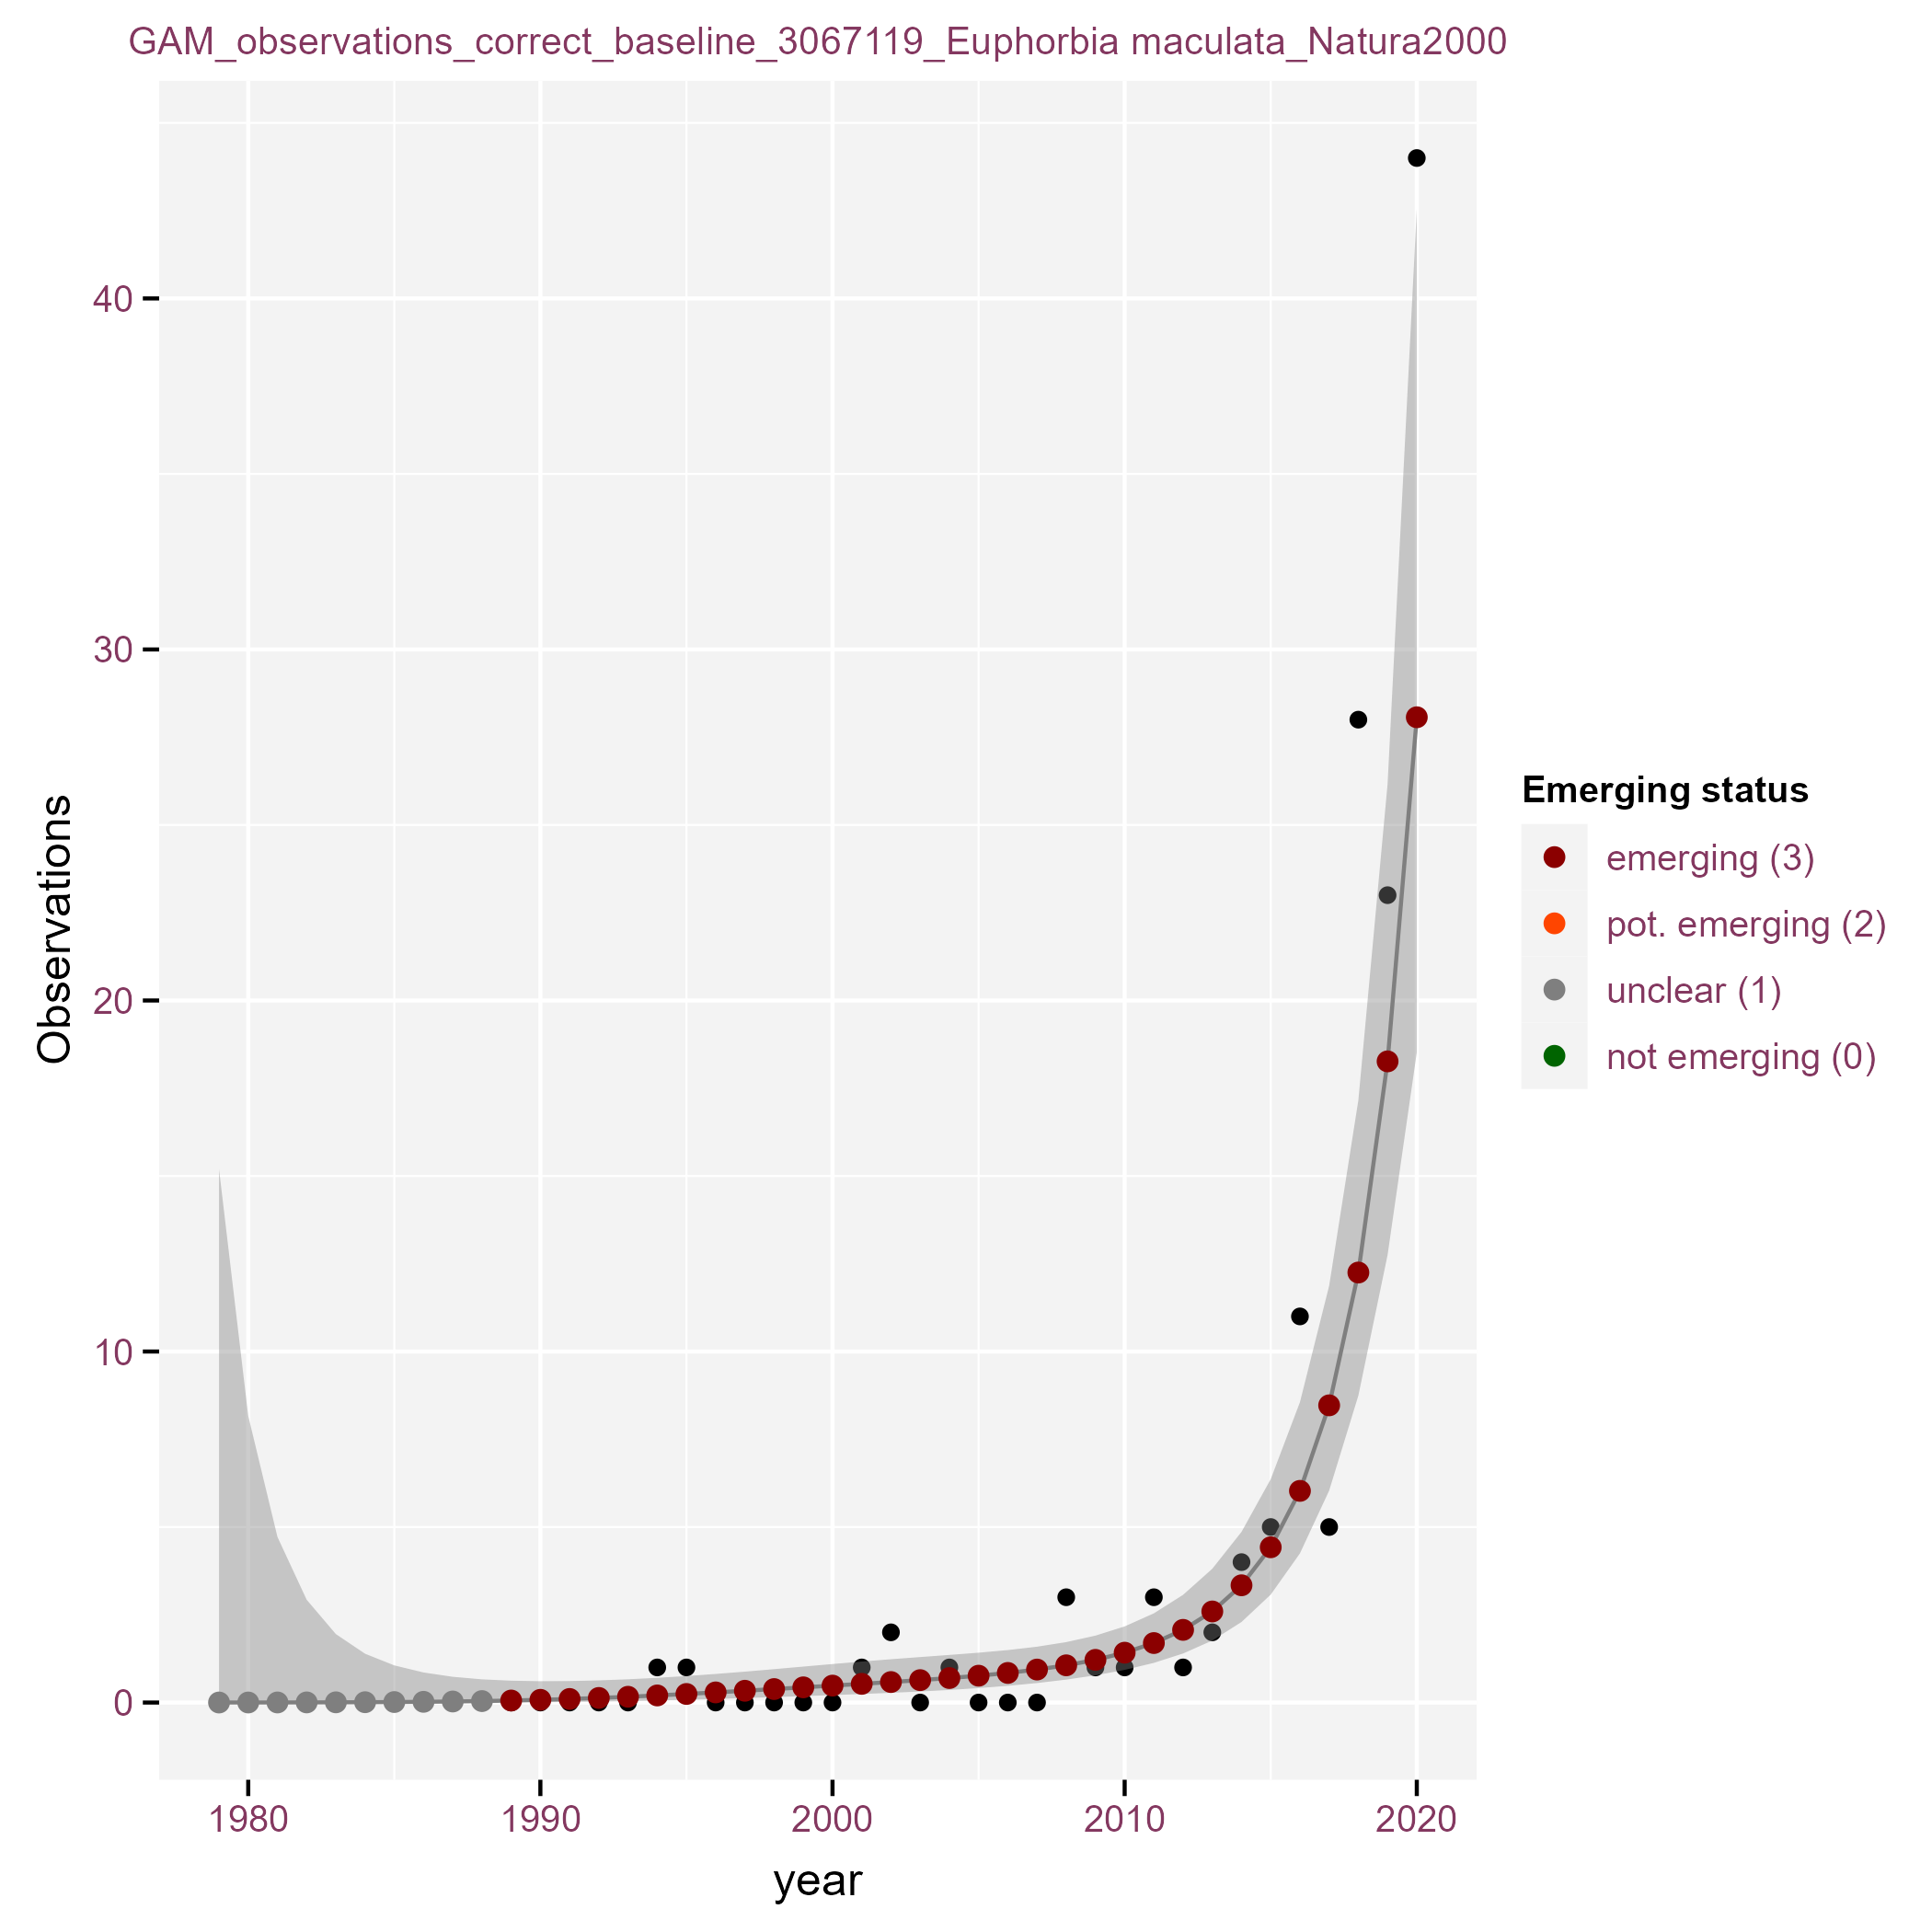 GAM_observations_correct_baseline_3067119_Euphorbia maculata_Natura2000
Observations
40
30
20
10
0
1980
1990
2000
2010
2020
year
Emerging status
emerging (3)
pot. emerging (2)
unclear (1)
not emerging (0)